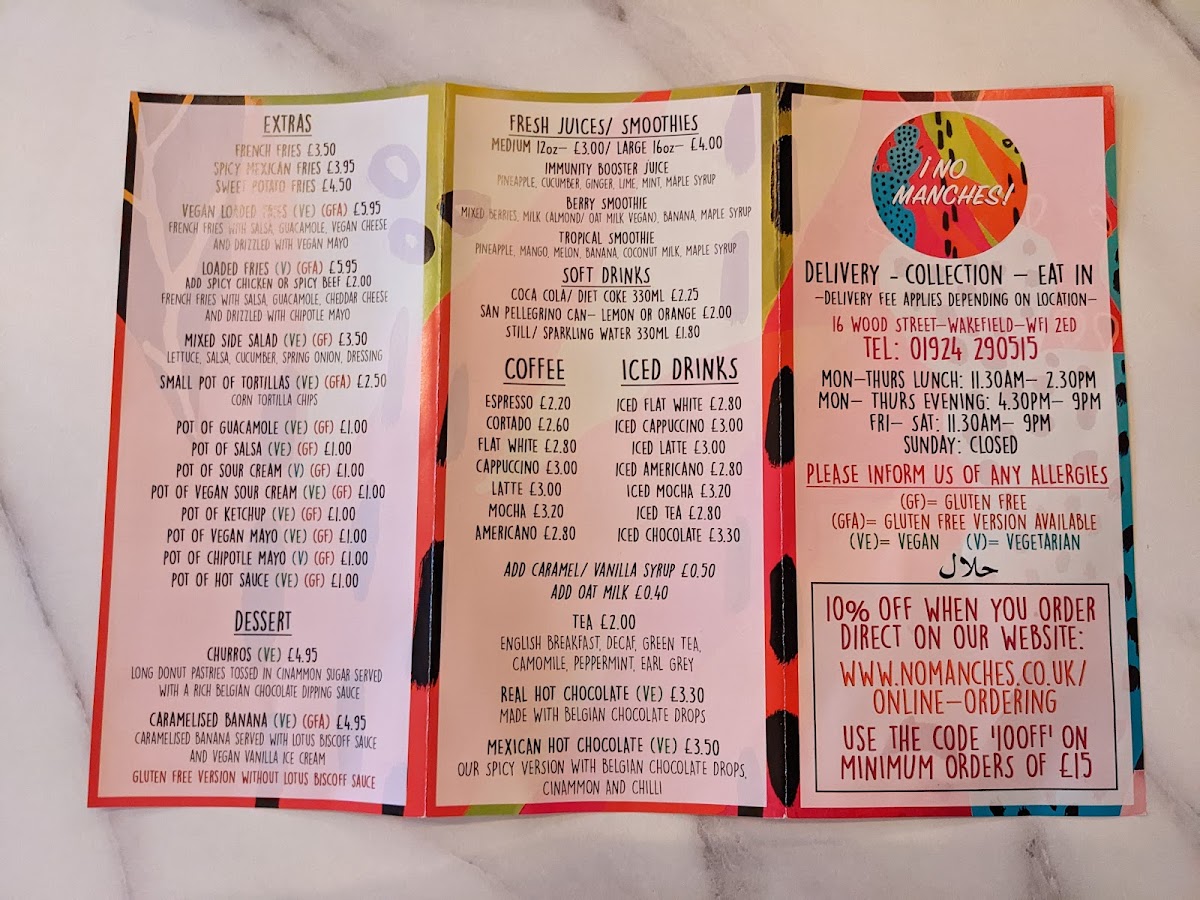 EXTRAS
FRENCH FRIES £3.50
SPICY MEXICAN FRIES £3.95
SWEET POTATO FRIES £4.50
VEGAN LOADED FRIES (VE) (GFA) £5.95
FRENCH FRIES WITH SALSA, GUACAMOLE, VEGAN CHEESE
AND DRIZZLED WITH VEGAN MAYO
LOADED FRIES (V) (GFA) £5.95
ADD SPICY CHICKEN OR SPICY BEEF £2.00
FRENCH FRIES WITH SALSA, GUACAMOLE, CHEDDAR CHEESE
AND DRIZZLED WITH CHIPOTLE MAYO
MIXED SIDE SALAD (VE) (GF) £3.50
LETTUCE, SALSA, CUCUMBER, SPRING ONION, DRESSING
SMALL POT OF TORTILLAS (VE) (GFA) £2.50
CORN TORTILLA CHIPS
POT OF GUACAMOLE (VE) (GF) £1.00
POT OF SALSA (VE) (GF) £1.00
POT OF SOUR CREAM (V) (GF) £1.00
POT OF VEGAN SOUR CREAM (VE) (GF) £1.00
POT OF KETCHUP (VE) (GF) £1.00
POT OF VEGAN MAYO (VE) (GF) £1.00
POT OF CHIPOTLE MAYO (V) (GF) £1.00
POT OF HOT SAUCE (VE) (GF) £1.00
DESSERT
CHURROS (VE) £4.95
LONG DONUT PASTRIES TOSSED IN CINAMMON SUGAR SERVED
WITH A RICH BELGIAN CHOCOLATE DIPPING SAUCE
CARAMELISED BANANA (VE) (GFA) £4.95
CARAMELISED BANANA SERVED WITH LOTUS BISCOFF SAUCE
AND VEGAN VANILLA ICE CREAM
GLUTEN FREE VERSION WITHOUT LOTUS BISCOFF SAUCE
FRESH JUICES/ SMOOTHIES
MEDIUM 12oz— £3.00/ LARGE 16oz— £4.00
IMMUNITY BOOSTER JUICE
PINEAPPLE, CUCUMBER, GINGER, LIME, MINT, MAPLE SYRUP
BERRY SMOOTHIE
MIXED BERRIES, MILK (ALMOND/ OAT MILK VEGAN), BANANA, MAPLE SYRUP
TROPICAL SMOOTHIE
PINEAPPLE, MANGO, MELON, BANANA, COCONUT MILK, MAPLE SYRUP
SOFT DRINKS
COCA COLA/ DIET COKE 330ML £2.25
SAN PELLEGRINO CAN— LEMON OR ORANGE £2.00
STILL/ SPARKLING WATER 330ML £1.80
COFFEE
ESPRESSO £2.20
CORTADO £2.60
FLAT WHITE £2.80
CAPPUCCINO £3.00
LATTE £3.00
MOCHA £3.20
AMERICANO £2.80
ICED DRINKS
ICED FLAT WHITE £2.80
ICED CAPPUCCINO £3.00
ICED LATTE £3.00
ICED AMERICANO £2.80
ICED MOCHA £3.20
ICED TEA £2.80
ICED CHOCOLATE £3.30
ADD CARAMEL/ VANILLA SYRUP £0.50
ADD OAT MILK £0.40
TEA £2.00
ENGLISH BREAKFAST, DECAF, GREEN TEA,
CAMOMILE, PEPPERMINT, EARL GREY
REAL HOT CHOCOLATE (VE) £3.30
MADE WITH BELGIAN CHOCOLATE DROPS
MEXICAN HOT CHOCOLATE (VE) £3.50
OUR SPICY VERSION WITH BELGIAN CHOCOLATE DROPS,
CINAMMON AND CHILLI
¡NO
MANCHES!
DELIVERY - COLLECTION — EAT IN
—DELIVERY FEE APPLIES DEPENDING ON LOCATION—
16 WOOD STREET—WAKEFIELD—WF1 2ED
TEL: 01924 290515
MON—THURS LUNCH: 11.30AM— 2.30PM
MON— THURS EVENING: 4.30PM— 9PM
FRI— SAT: 11.30AM— 9PM
SUNDAY: CLOSED
PLEASE INFORM US OF ANY ALLERGIES
(GF)= GLUTEN FREE
(GFA)= GLUTEN FREE VERSION AVAILABLE
(VE)= VEGAN (V)= VEGETARIAN
حلال
10% OFF WHEN YOU ORDER
DIRECT ON OUR WEBSITE:
WWW.NOMANCHES.CO.UK/
ONLINE—ORDERING
USE THE CODE '10OFF' ON
MINIMUM ORDERS OF £15